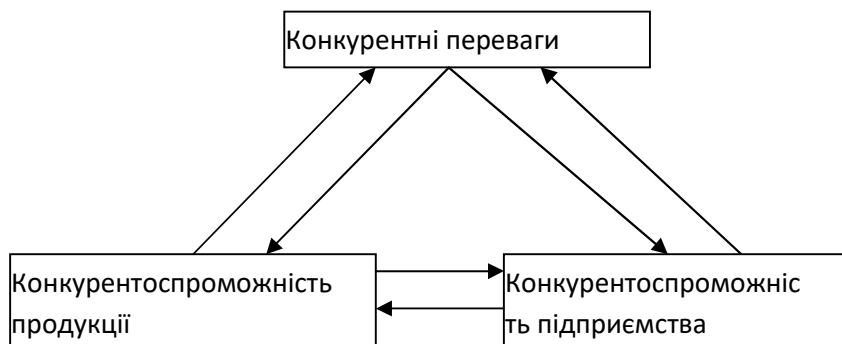 Конкурентні переваги
Конкурентоспроможність
продукції
Конкурентоспроможніс
ть підприємства